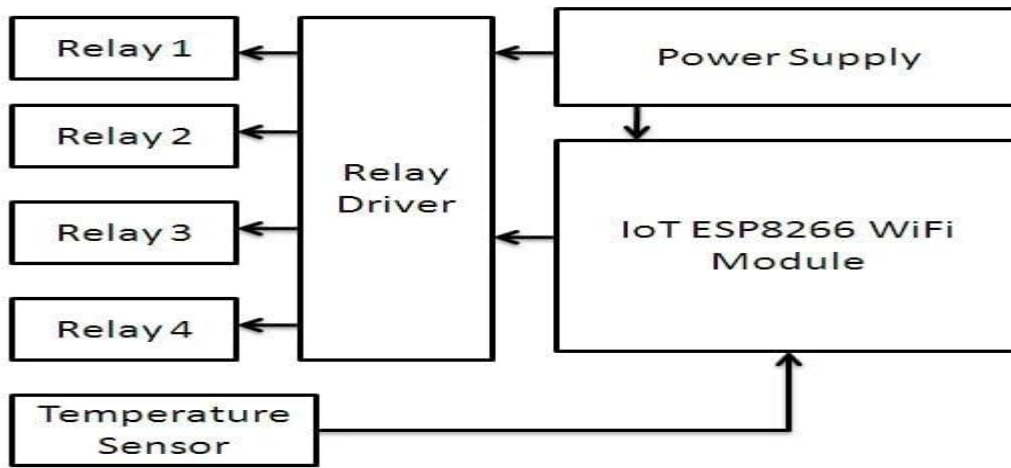 Relay 1
Power Supply
Relay 2
Relay
Driver
Relay 3
IoT ESP8266 WiFi
Module
Relay 4
Temperature
Sensor